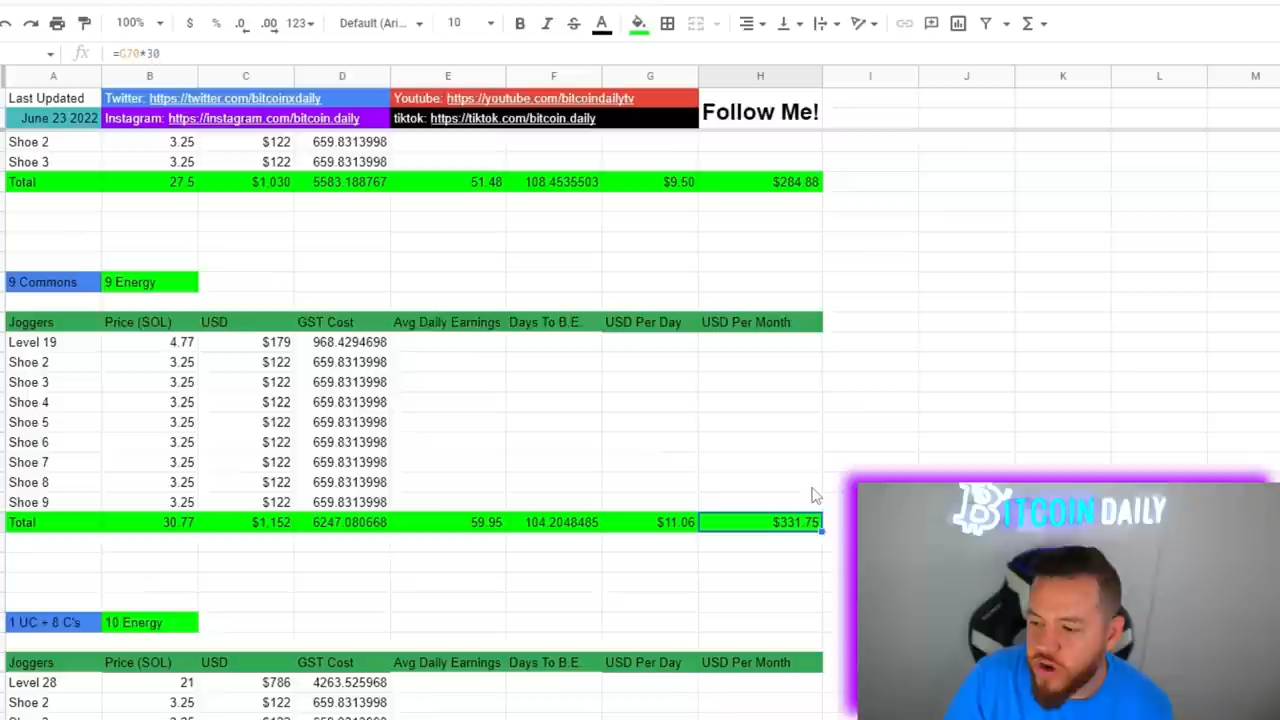 100% $ % .0 .00 123 Default (Ari... 10 B I S A
fx =G70*30
A B C D E F G H I J K L M
Last Updated Twitter: https://twitter.com/bitcoinxdaily Youtube: https://youtube.com/bitcoindailytv Follow Me!
June 23 2022 Instagram: https://instagram.com/bitcoin.daily tiktok: https://tiktok.com/bitcoin.daily
Shoe 2 3.25 $122 659.8313998
Shoe 3 3.25 $122 659.8313998
Total 27.5 $1,030 5583.188767 51.48 108.4535503 $9.50 $284.88
9 Commons 9 Energy
Joggers Price (SOL) USD GST Cost Avg Daily Earnings Days To B.E. USD Per Day USD Per Month
Level 19 4.77 $179 968.4294698
Shoe 2 3.25 $122 659.8313998
Shoe 3 3.25 $122 659.8313998
Shoe 4 3.25 $122 659.8313998
Shoe 5 3.25 $122 659.8313998
Shoe 6 3.25 $122 659.8313998
Shoe 7 3.25 $122 659.8313998
Shoe 8 3.25 $122 659.8313998
Shoe 9 3.25 $122 659.8313998
Total 30.77 $1,152 6247.080668 59.95 104.2048485 $11.06 $331.75
BITCOIN DAILY
1 UC + 8 C's 10 Energy
Joggers Price (SOL) USD GST Cost Avg Daily Earnings Days To B.E. USD Per Day USD Per Month
Level 28 21 $786 4263.525968
Shoe 2 3.25 $122 659.8313998